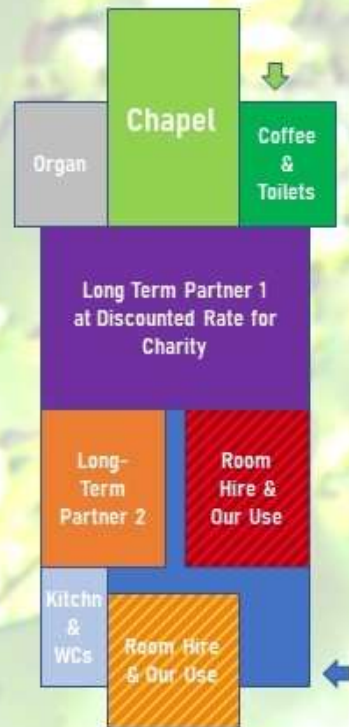 Chapel
Organ
Coffee
&
Toilets
Long Term Partner 1
at Discounted Rate for
Charity
Long-
Term
Partner 2
Room
Hire &
Our Use
Kitchn
&
WCs
Room Hire
& Our Use